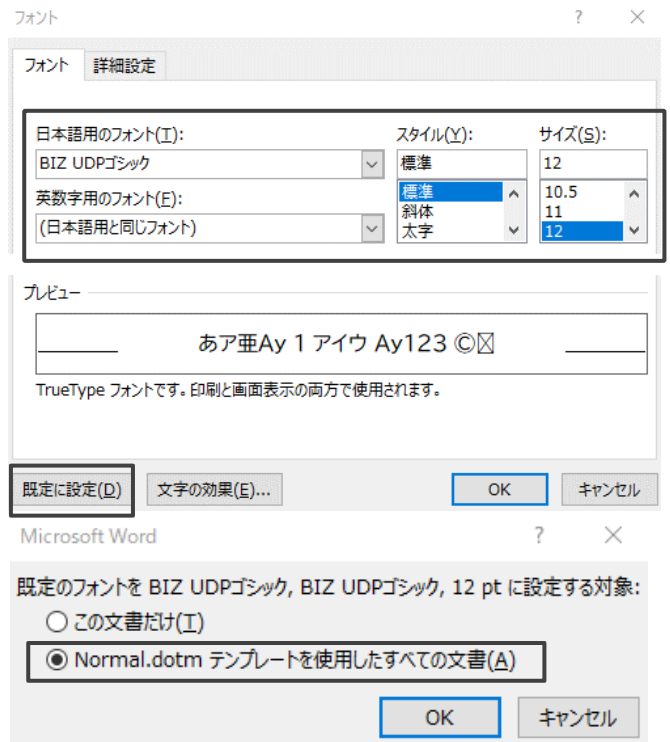 フォント ?
フォント 詳細設定
日本語用のフォント(T): スタイル(Y): サイズ(S):
BIZ UDPゴシック 標準 12
英数字用のフォント(F): 標準 10.5
(日本語用と同じフォント) 斜体 11
太字 12
プレビュー
あア亜Ay 1 アイウ Ay123 ©
TrueType フォントです。印刷と画面表示の両方で使用されます。
既定に設定(D) 文字の効果(E)... OK キャンセル
Microsoft Word ?
既定のフォントを BIZ UDPゴシック, BIZ UDPゴシック, 12 pt に設定する対象:
この文書だけ(T)
Normal.dotm テンプレートを使用したすべての文書(A)
OK キャンセル